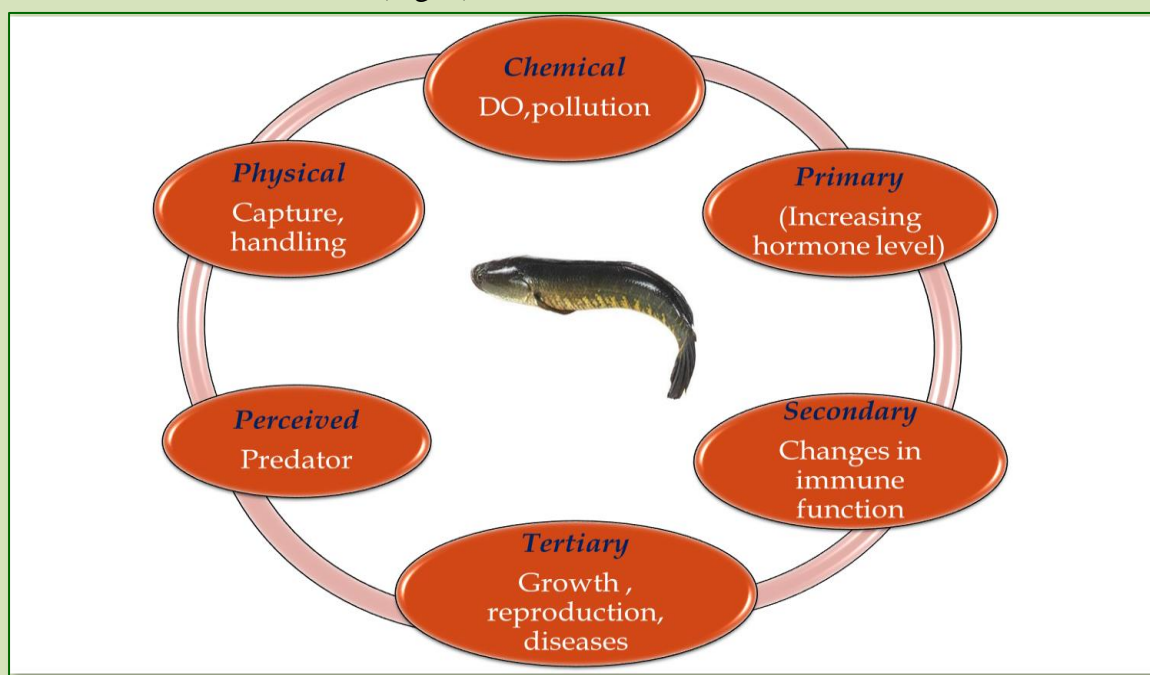 Chemical
DO,pollution
Primary
(Increasing
hormone level)
Secondary
Changes in
immune
function
Tertiary
Growth ,
reproduction,
diseases
Perceived
Predator
Physical
Capture,
handling